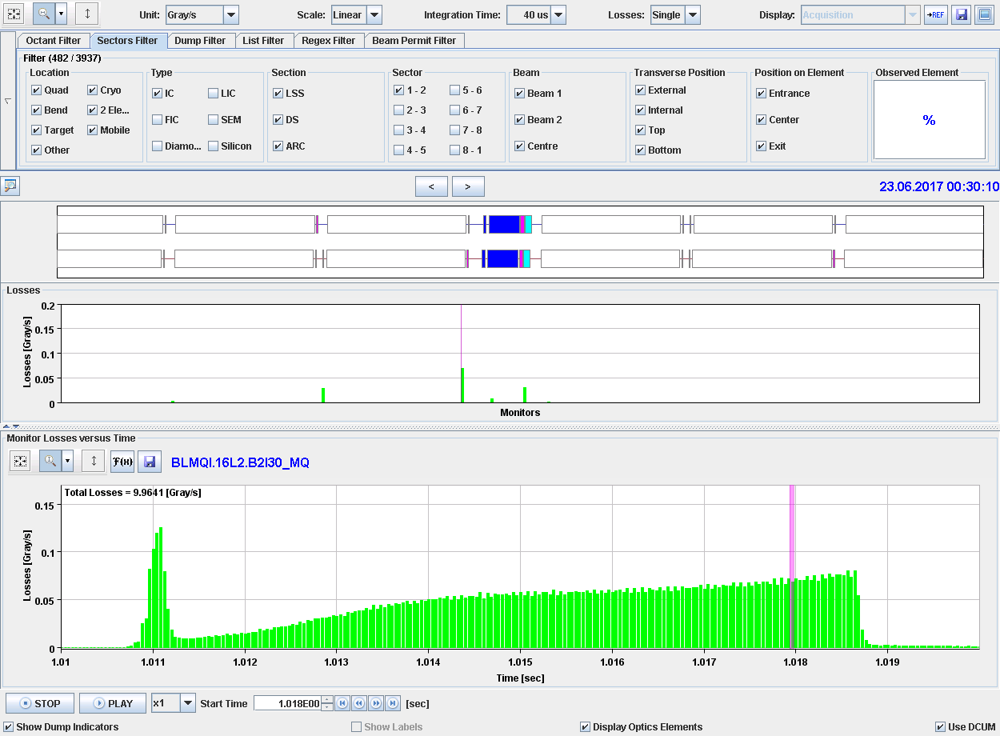 Unit: Gray/s Scale: Linear Integration Time: 40 us Losses: Single Display: Acquisition →REF
Octant Filter Sectors Filter Dump Filter List Filter Regex Filter Beam Permit Filter
Filter (482 / 3937)
Location Type Section Sector Beam Transverse Position Position on Element Observed Element
Quad Cryo IC LIC LSS 1 - 2 5 - 6 Beam 1 External Entrance
Bend 2 Ele... FIC SEM DS 2 - 3 6 - 7 Beam 2 Internal Center %
Target Mobile Diamo... Silicon ARC 3 - 4 7 - 8 Centre Top Exit
Other 4 - 5 8 - 1 Bottom
< > 23.06.2017 00:30:10
Losses
0.2
0.15
0.1
0.05
0
Losses [Gray/s]
Monitors
Monitor Losses versus Time
F(x) BLMQI.16L2.B2I30_MQ
Total Losses = 9.9641 [Gray/s]
0.15
0.1
0.05
0
Losses [Gray/s]
1.01 1.011 1.012 1.013 1.014 1.015 1.016 1.017 1.018 1.019
Time [sec]
STOP PLAY x1 Start Time 1.018E00 [sec]
Show Dump Indicators Show Labels Display Optics Elements Use DCUM